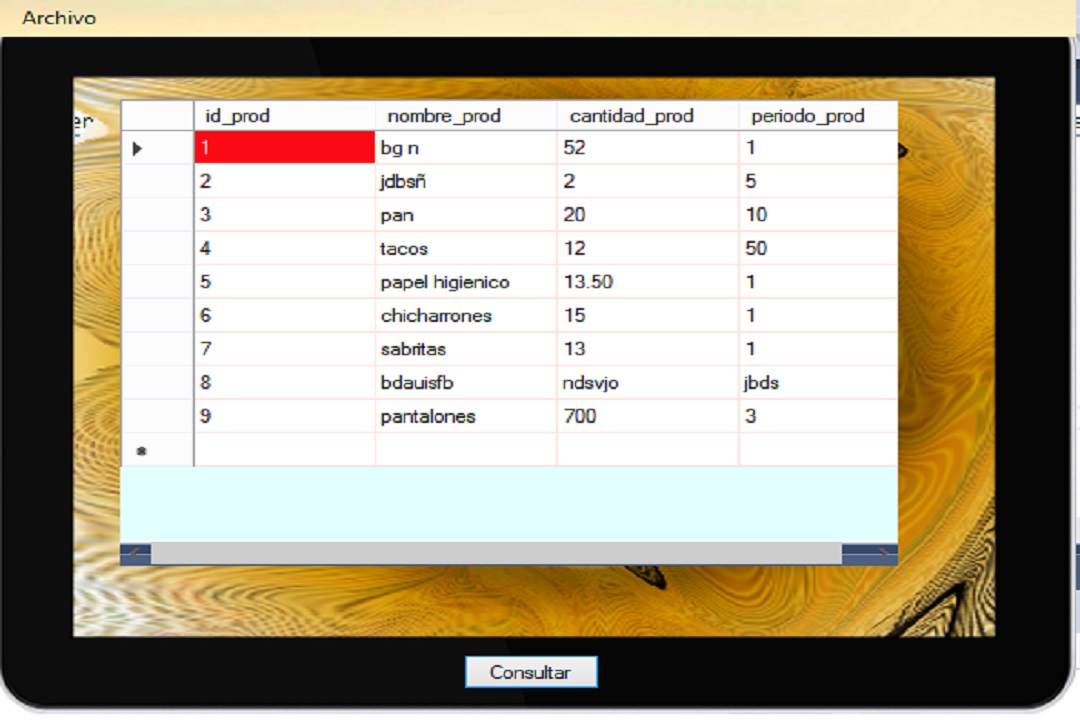 Archivo
er
id_prod nombre_prod cantidad_prod periodo_prod
1 bg n 52 1
2 jdbsñ 2 5
3 pan 20 10
4 tacos 12 50
5 papel higienico 13.50 1
6 chicharrones 15 1
7 sabritas 13 1
8 bdauisfb ndsvjo jbds
9 pantalones 700 3
Consultar